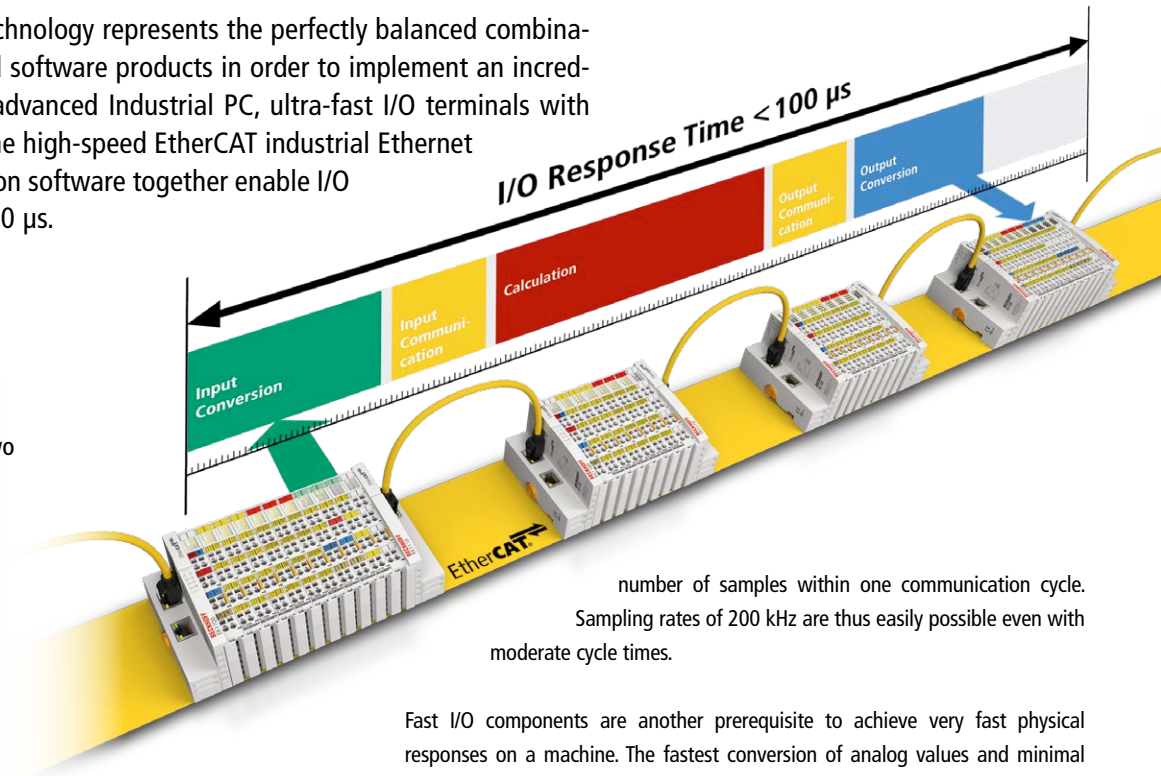 chnology represents the perfectly balanced combina-
software products in order to implement an incred-
advanced Industrial PC, ultra-fast I/O terminals with
e high-speed EtherCAT industrial Ethernet
on software together enable I/O
0 µs.
I/O Response Time < 100 µs
Input
Conversion
Input
Communi-
cation
Calculation
Output
Communi-
cation
Output
Conversion
vo
EtherCAT®
number of samples within one communication cycle.
Sampling rates of 200 kHz are thus easily possible even with
moderate cycle times.
Fast I/O components are another prerequisite to achieve very fast physical
responses on a machine. The fastest conversion of analog values and minimal
BECKHOFF
BECKHOFF
BECKHOFF